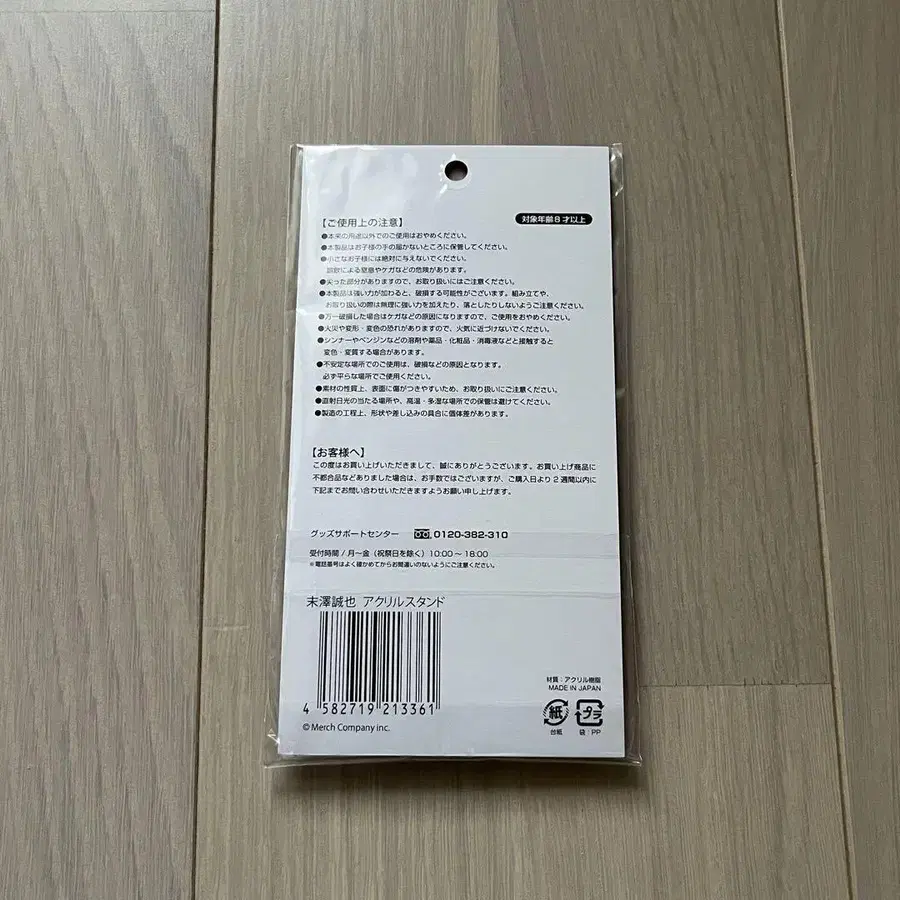 【ご使用上の注意】
対象年齢8才以上
●本来の用途以外でのご使用はおやめください。
●本製品はお子様の手の届かないところに保管してください。
●小さなお子様には絶対に与えないでください。
誤飲による窒息やケガなどの危険があります。
●尖った部分がありますので、お取り扱いにはご注意ください。
●本製品は強い力が加わると、破損する可能性がございます。組み立てや、
お取り扱いの際は無理に強い力を加えたり、落としたりしないようご注意ください。
●万一破損した場合はケガなどの原因になりますので、ご使用をおやめください。
●火災や変形・変色の恐れがありますので、火気に近づけないでください。
●シンナーやベンジンなどの溶剤や薬品・化粧品・消毒液などと接触すると
変色・変質する場合があります。
●不安定な場所でのご使用は、破損などの原因となります。
必ず平らな場所でご使用ください。
●素材の性質上、表面に傷がつきやすいため、お取り扱いにご注意ください。
●直射日光の当たる場所や、高温・多湿な場所での保管は避けてください。
●製造の工程上、形状や差し込みの具合に個体差があります。
【お客様へ】
この度はお買い上げいただきまして、誠にありがとうございます。お買い上げ商品に
不都合品などありました場合は、お手数ではございますが、ご購入日より2週間以内に
下記までお問い合わせいただきますようお願い申し上げます。
グッズサポートセンター 0120-382-310
受付時間/月〜金(祝祭日を除く)10:00〜18:00
※電話番号はよく確かめてからお間違いのないようにご注意ください。
末澤誠也 アクリルスタンド
4 582719 213361
© Merch Company inc.
材質:アクリル樹脂
MADE IN JAPAN
紙 プラ
台紙 袋:PP